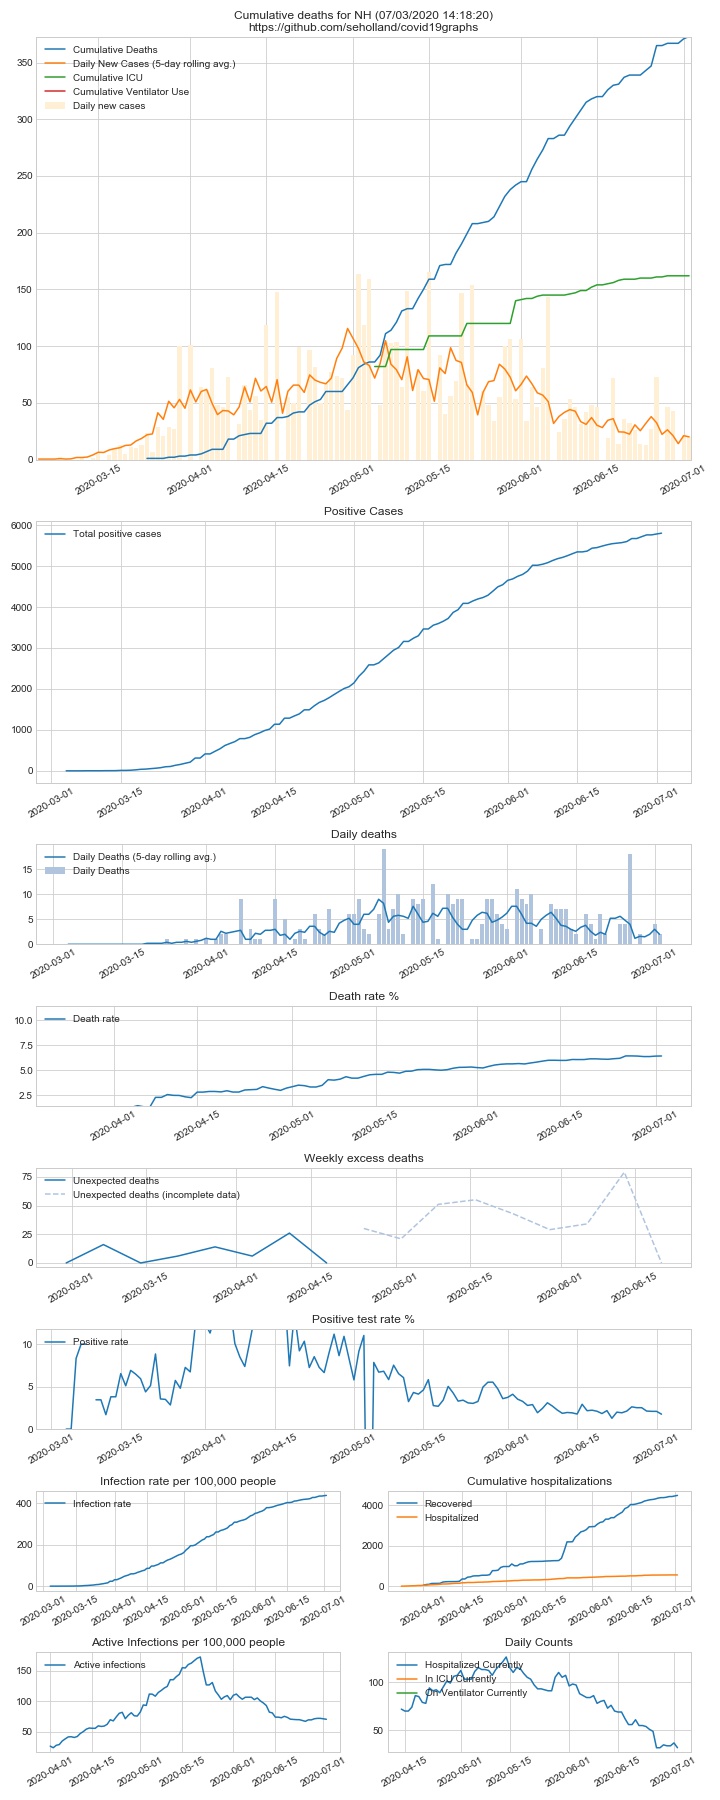 Cumulative deaths for NH (07/03/2020 14:18:20)
https://github.com/seholland/covid19graphs
Cumulative Deaths
Daily New Cases (5-day rolling avg.)
Cumulative ICU
Cumulative Ventilator Use
Daily new cases
350
300
250
200
150
100
50
0
2020-03-15 2020-04-01 2020-04-15 2020-05-01 2020-05-15 2020-06-01 2020-06-15 2020-07-01
Positive Cases
Total positive cases
6000
5000
4000
3000
2000
1000
0
2020-03-01 2020-03-15 2020-04-01 2020-04-15 2020-05-01 2020-05-15 2020-06-01 2020-06-15 2020-07-01
Daily deaths
Daily Deaths (5-day rolling avg.)
Daily Deaths
15
10
5
0
2020-03-01 2020-03-15 2020-04-01 2020-04-15 2020-05-01 2020-05-15 2020-06-01 2020-06-15 2020-07-01
Death rate %
Death rate
10.0
7.5
5.0
2.5
2020-04-01 2020-04-15 2020-05-01 2020-05-15 2020-06-01 2020-06-15 2020-07-01
Weekly excess deaths
Unexpected deaths
Unexpected deaths (incomplete data)
75
50
25
0
2020-03-01 2020-03-15 2020-04-01 2020-04-15 2020-05-01 2020-05-15 2020-06-01 2020-06-15
Positive test rate %
Positive rate
10
5
0
2020-03-01 2020-03-15 2020-04-01 2020-04-15 2020-05-01 2020-05-15 2020-06-01 2020-06-15 2020-07-01
Infection rate per 100,000 people
Infection rate
400
200
0
2020-03-01 2020-03-15 2020-04-01 2020-04-15 2020-05-01 2020-05-15 2020-06-01 2020-06-15 2020-07-01
Cumulative hospitalizations
Recovered
Hospitalized
4000
2000
0
2020-04-01 2020-04-15 2020-05-01 2020-05-15 2020-06-01 2020-06-15 2020-07-01
Active Infections per 100,000 people
Active infections
150
100
50
2020-04-01 2020-04-15 2020-05-01 2020-05-15 2020-06-01 2020-06-15 2020-07-01
Daily Counts
Hospitalized Currently
In ICU Currently
On Ventilator Currently
100
50
2020-04-15 2020-05-01 2020-05-15 2020-06-01 2020-06-15 2020-07-01